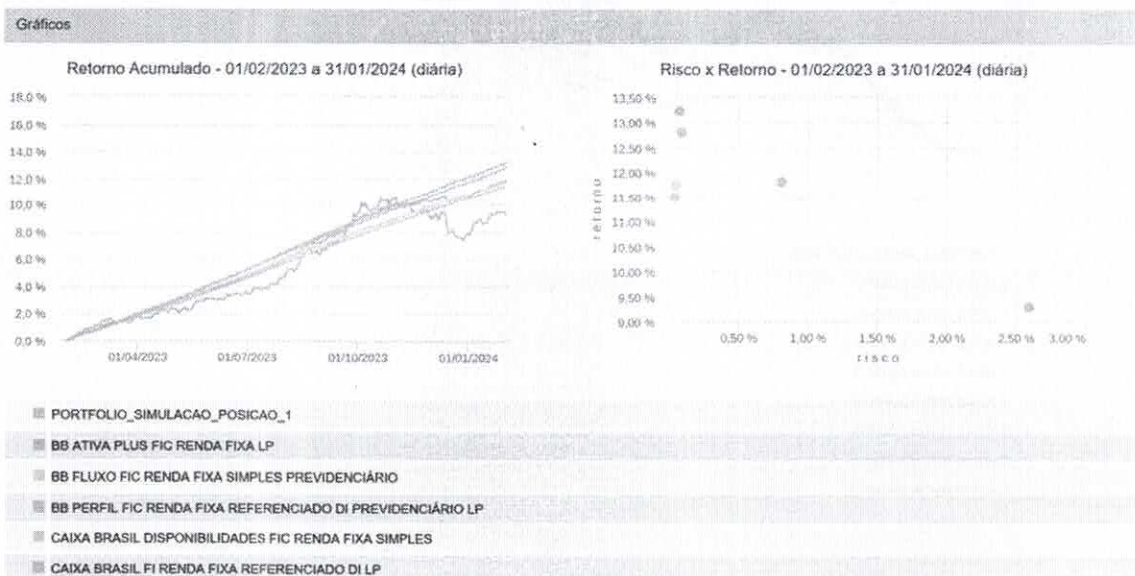 Gráficos
Retorno Acumulado - 01/02/2023 a 31/01/2024 (diária)
18,0 %
16,0 %
14,0 %
12,0 %
10,0 %
8,0 %
6,0 %
4,0 %
2,0 %
0,0 %
01/04/2023
01/07/2023
01/10/2023
01/01/2024
Risco x Retorno - 01/02/2023 a 31/01/2024 (diária)
retorno
13,50 %
13,00 %
12,50 %
12,00 %
11,50 %
11,00 %
10,50 %
10,00 %
9,50 %
9,00 %
0,50 %
1,00 %
1,50 %
2,00 %
2,50 %
3,00 %
risco
PORTFOLIO_SIMULACAO_POSICAO_1
BB ATIVA PLUS FIC RENDA FIXA LP
BB FLUXO FIC RENDA FIXA SIMPLES PREVIDENCIÁRIO
BB PERFIL FIC RENDA FIXA REFERENCIADO DI PREVIDENCIÁRIO LP
CAIXA BRASIL DISPONIBILIDADES FIC RENDA FIXA SIMPLES
CAIXA BRASIL FI RENDA FIXA REFERENCIADO DI LP